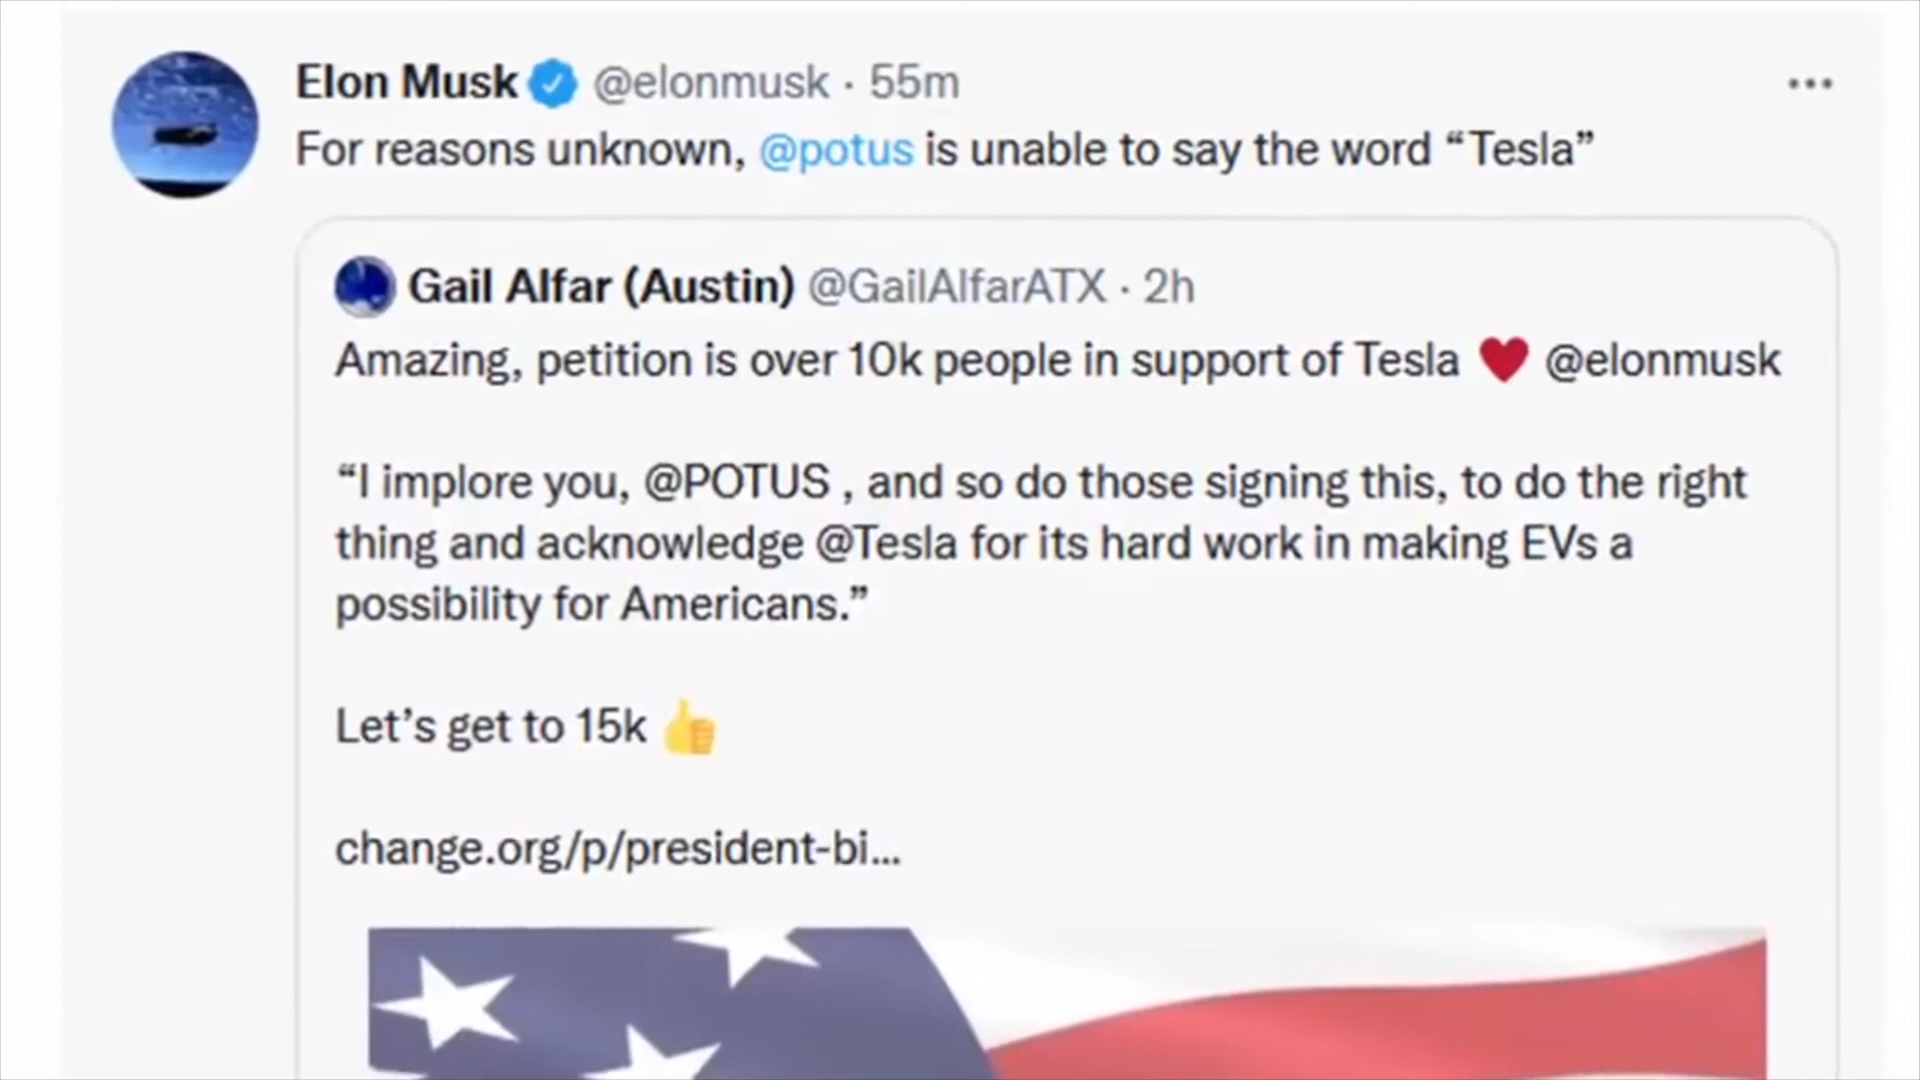 Elon Musk @elonmusk · 55m
For reasons unknown, @potus is unable to say the word “Tesla”
Gail Alfar (Austin) @GailAlfarATX · 2h
Amazing, petition is over 10k people in support of Tesla ❤️ @elonmusk
“I implore you, @POTUS , and so do those signing this, to do the right
thing and acknowledge @Tesla for its hard work in making EVs a
possibility for Americans.”
Let’s get to 15k 👍
change.org/p/president-bi...